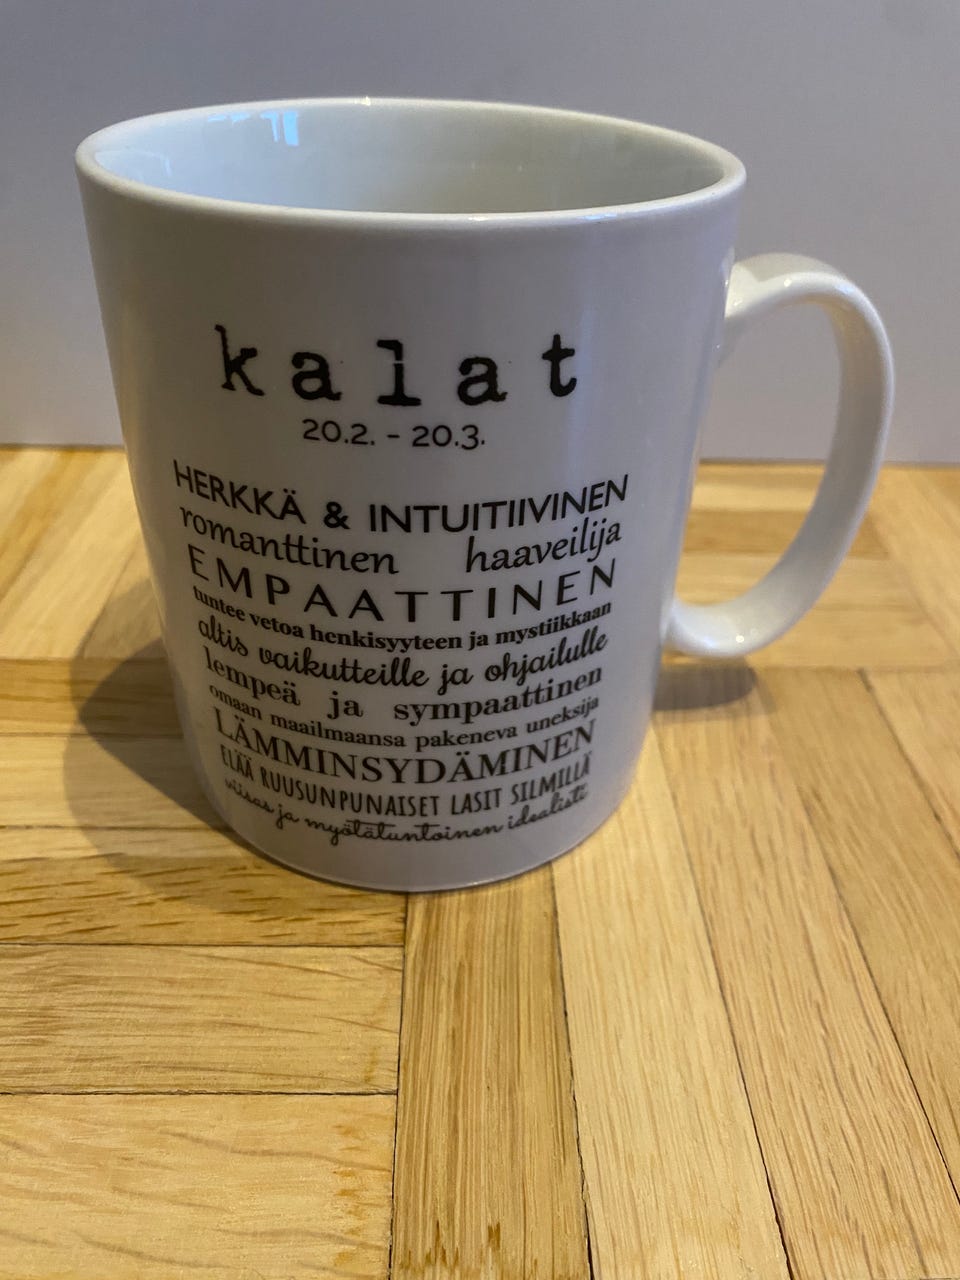 kalat
20.2. - 20.3.
HERKKÄ & INTUITIIVINEN
romanttinen haaveilija
EMPAATTINEN
tuntee vetoa henkisyyteen ja mystiikkaan
altis vaikutteille ja ohjailulle
lempeä ja sympaattinen
omaan maailmaansa pakeneva uneksija
LÄMMINSYDÄMINEN
ELÄÄ RUUSUNPUNAISET LASIT SILMILLÄ
viisas ja myötätuntoinen idealisti